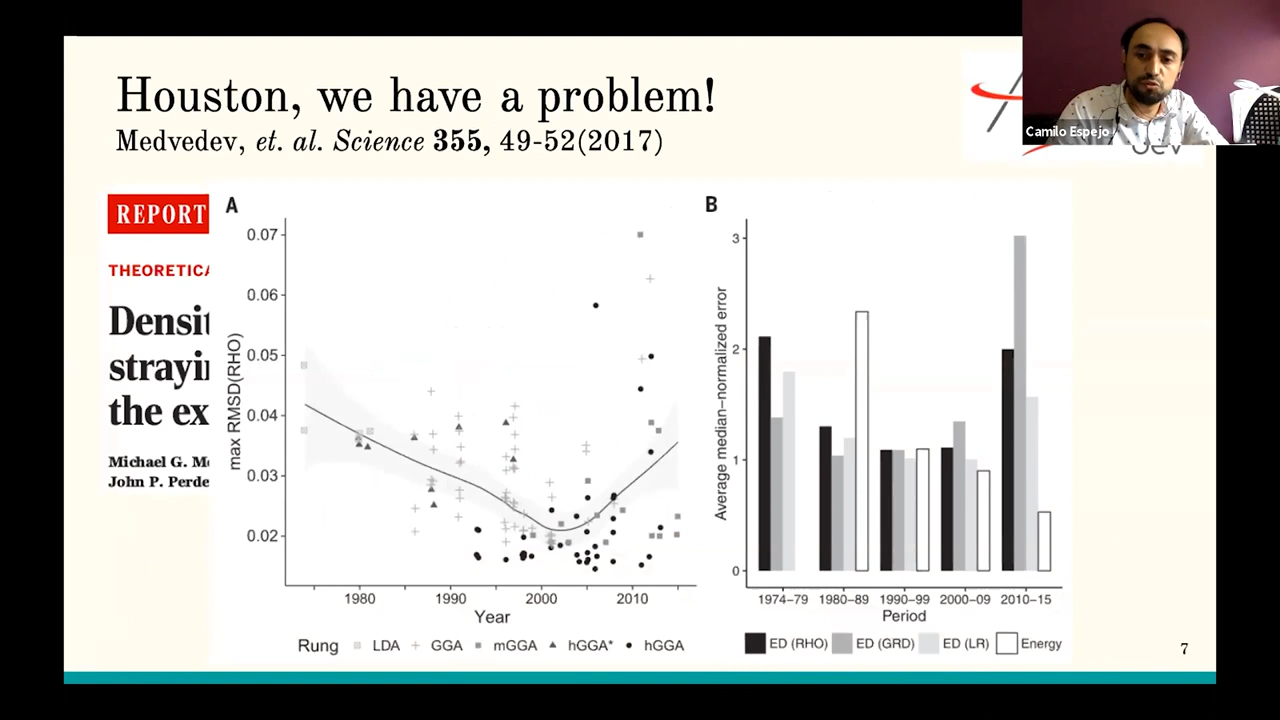 Houston, we have a problem!
Medvedev, et. al. Science 355, 49-52(2017)
Camilo Espejo
REPORT
THEORETICA
Densit
strayi
the ex
Michael G. M
John P. Perde
A
max RMSD(RHO)
0.07
0.06
0.05
0.04
0.03
0.02
1980 1990 2000 2010
Year
Rung LDA GGA mGGA hGGA* hGGA
B
Average median–normalized error
3
2
1
0
1974–79 1980–89 1990–99 2000–09 2010–15
Period
ED (RHO) ED (GRD) ED (LR) Energy
7